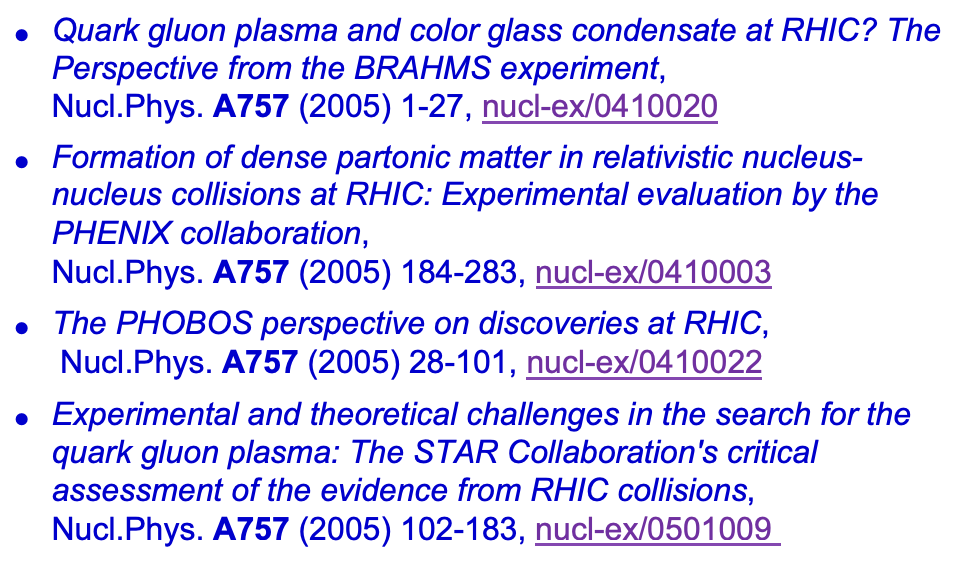 • Quark gluon plasma and color glass condensate at RHIC? The
Perspective from the BRAHMS experiment,
Nucl.Phys. A757 (2005) 1-27, nucl-ex/0410020
• Formation of dense partonic matter in relativistic nucleus-
nucleus collisions at RHIC: Experimental evaluation by the
PHENIX collaboration,
Nucl.Phys. A757 (2005) 184-283, nucl-ex/0410003
• The PHOBOS perspective on discoveries at RHIC,
Nucl.Phys. A757 (2005) 28-101, nucl-ex/0410022
• Experimental and theoretical challenges in the search for the
quark gluon plasma: The STAR Collaboration's critical
assessment of the evidence from RHIC collisions,
Nucl.Phys. A757 (2005) 102-183, nucl-ex/0501009